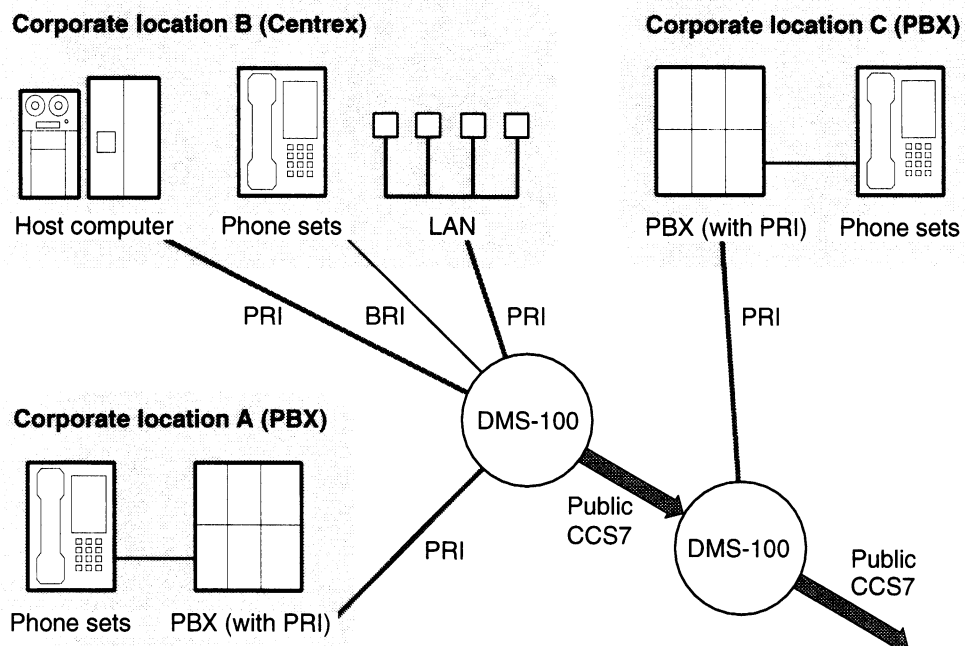 Corporate location B (Centrex)
Corporate location C (PBX)
Host computer
Phone sets
LAN
PBX (with PRI)
Phone sets
PRI
BRI
PRI
PRI
Corporate location A (PBX)
DMS-100
Public
CCS7
DMS-100
PRI
Public
CCS7
Phone sets
PBX (with PRI)